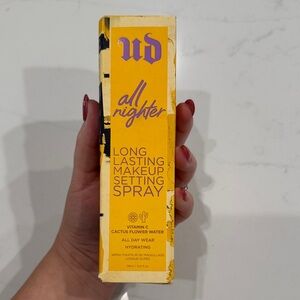 UD
all
nighter
LONG
LASTING
MAKEUP
SETTING
SPRAY
VITAMIN C
CACTUS FLOWER WATER
ALL DAY WEAR
HYDRATING